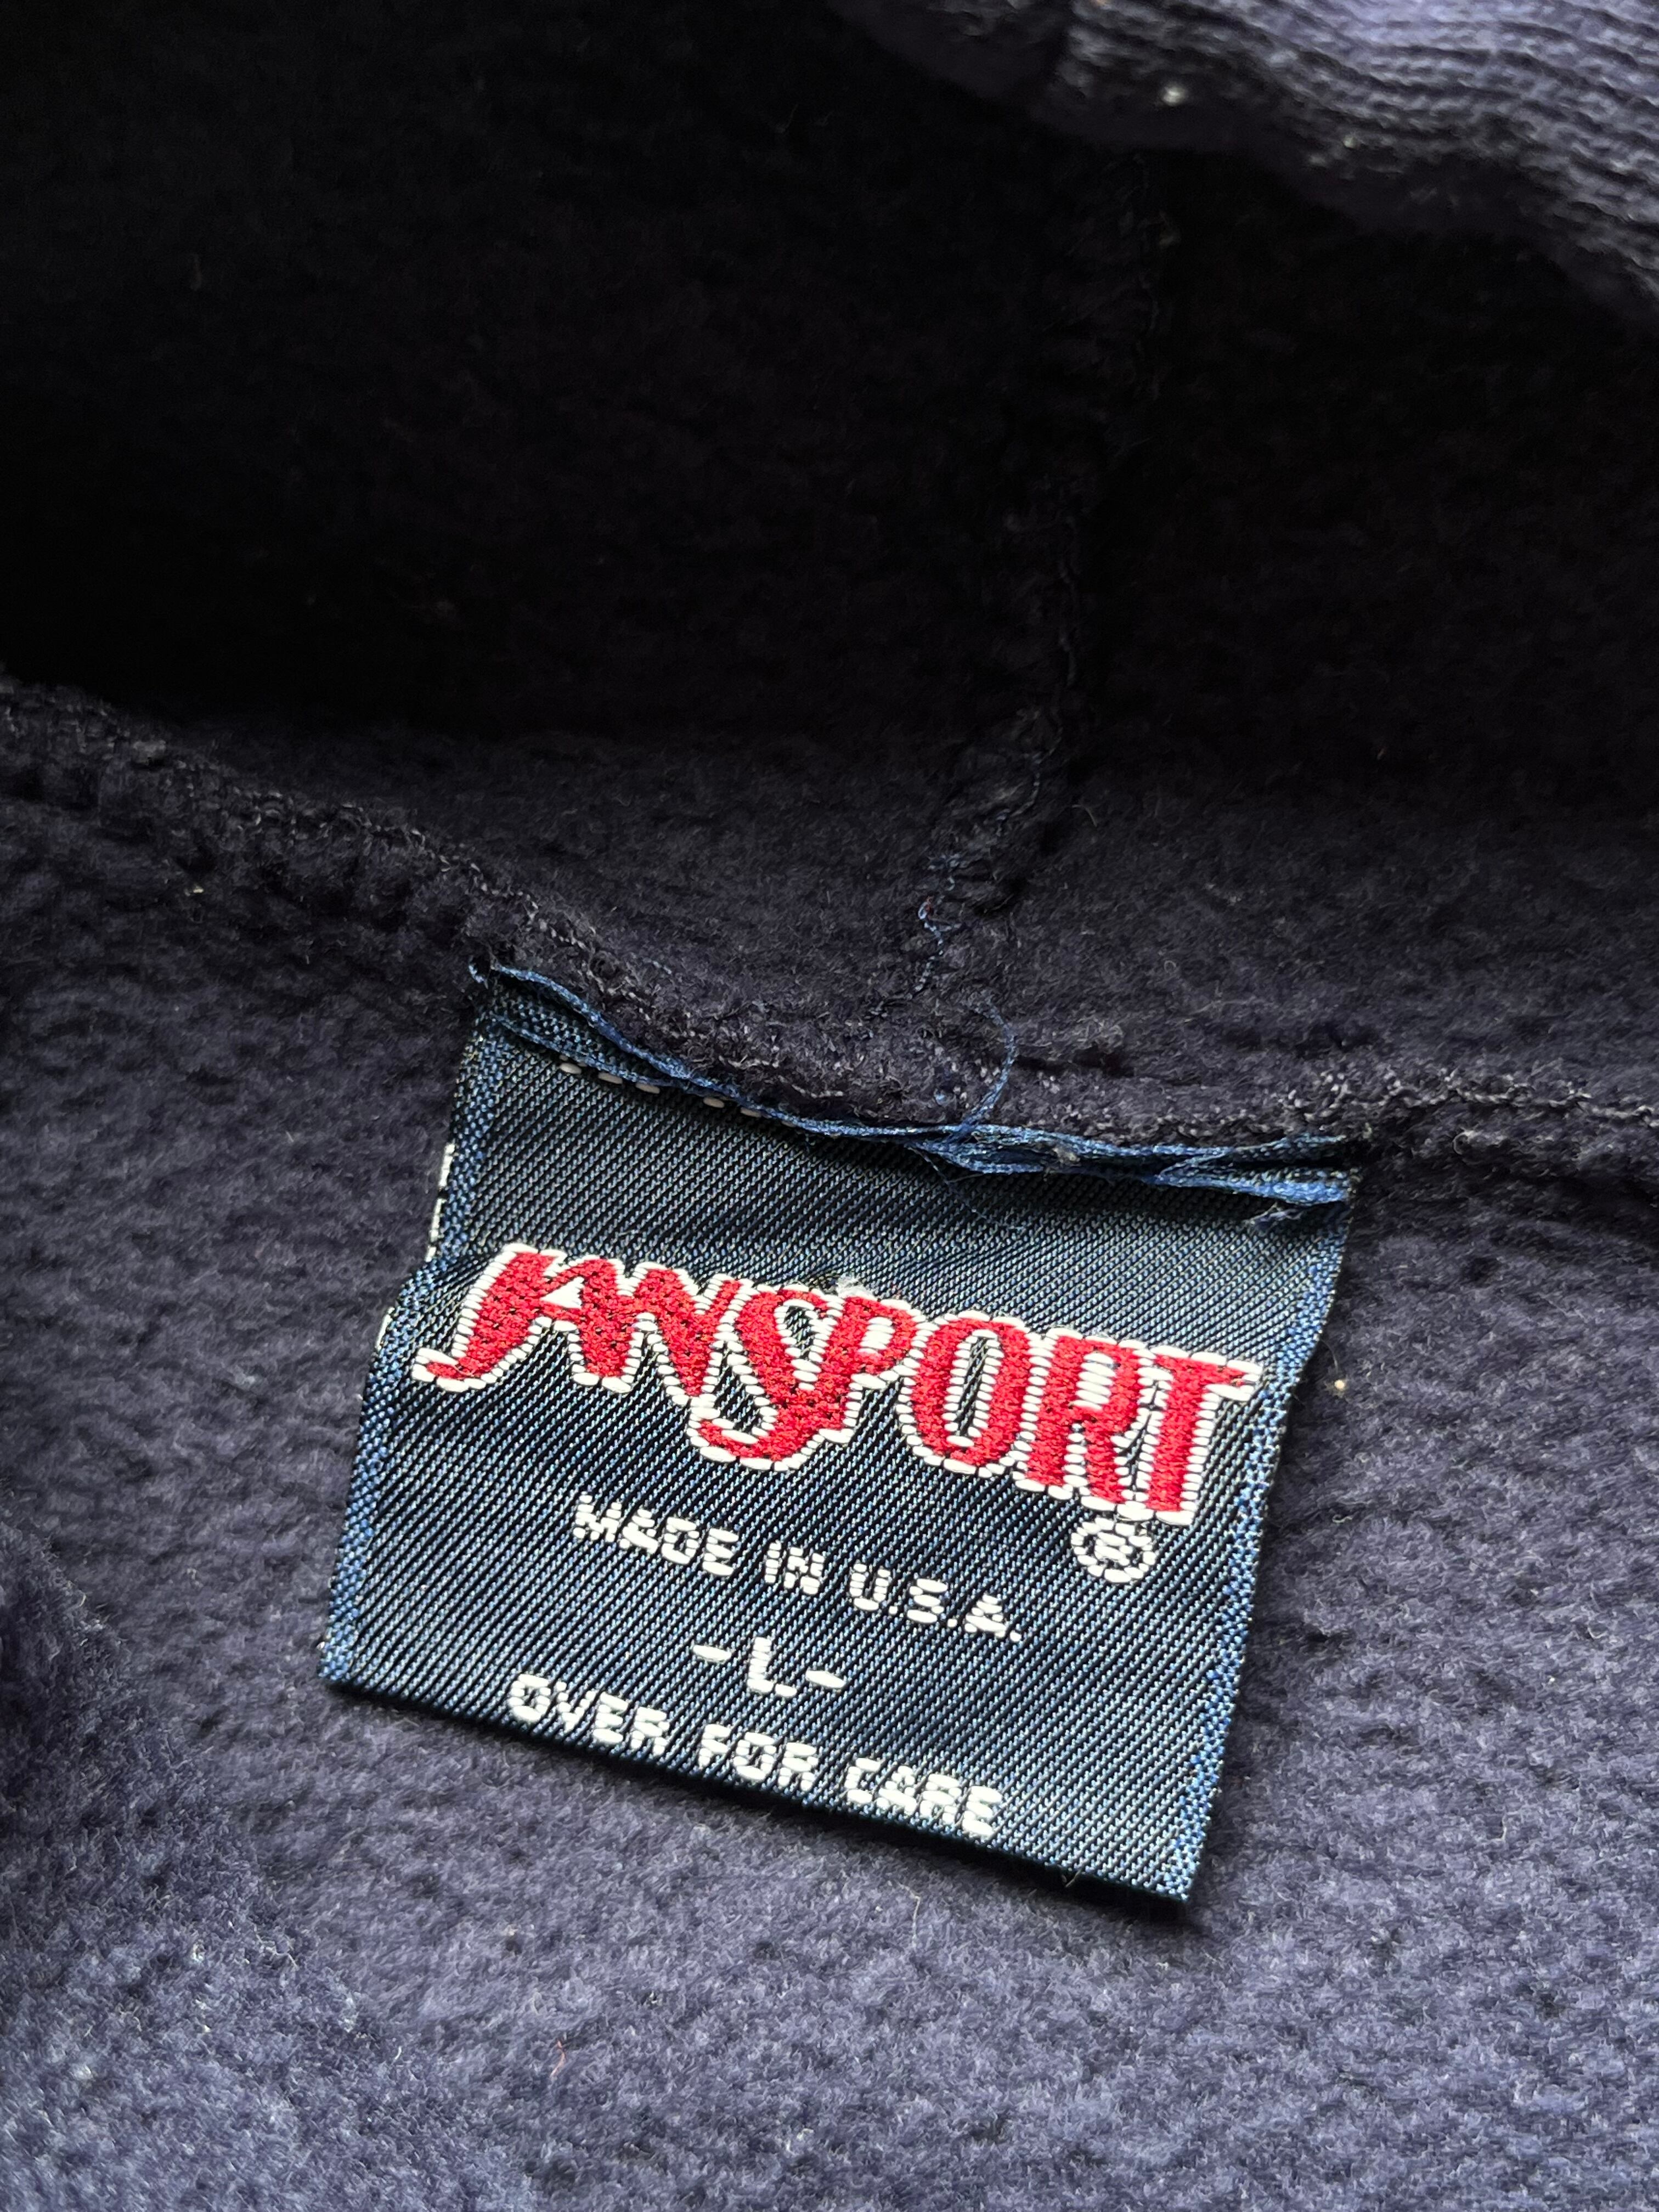 JANSPORT
®
MADE IN U.S.A.
-L-
OVER FOR CARE